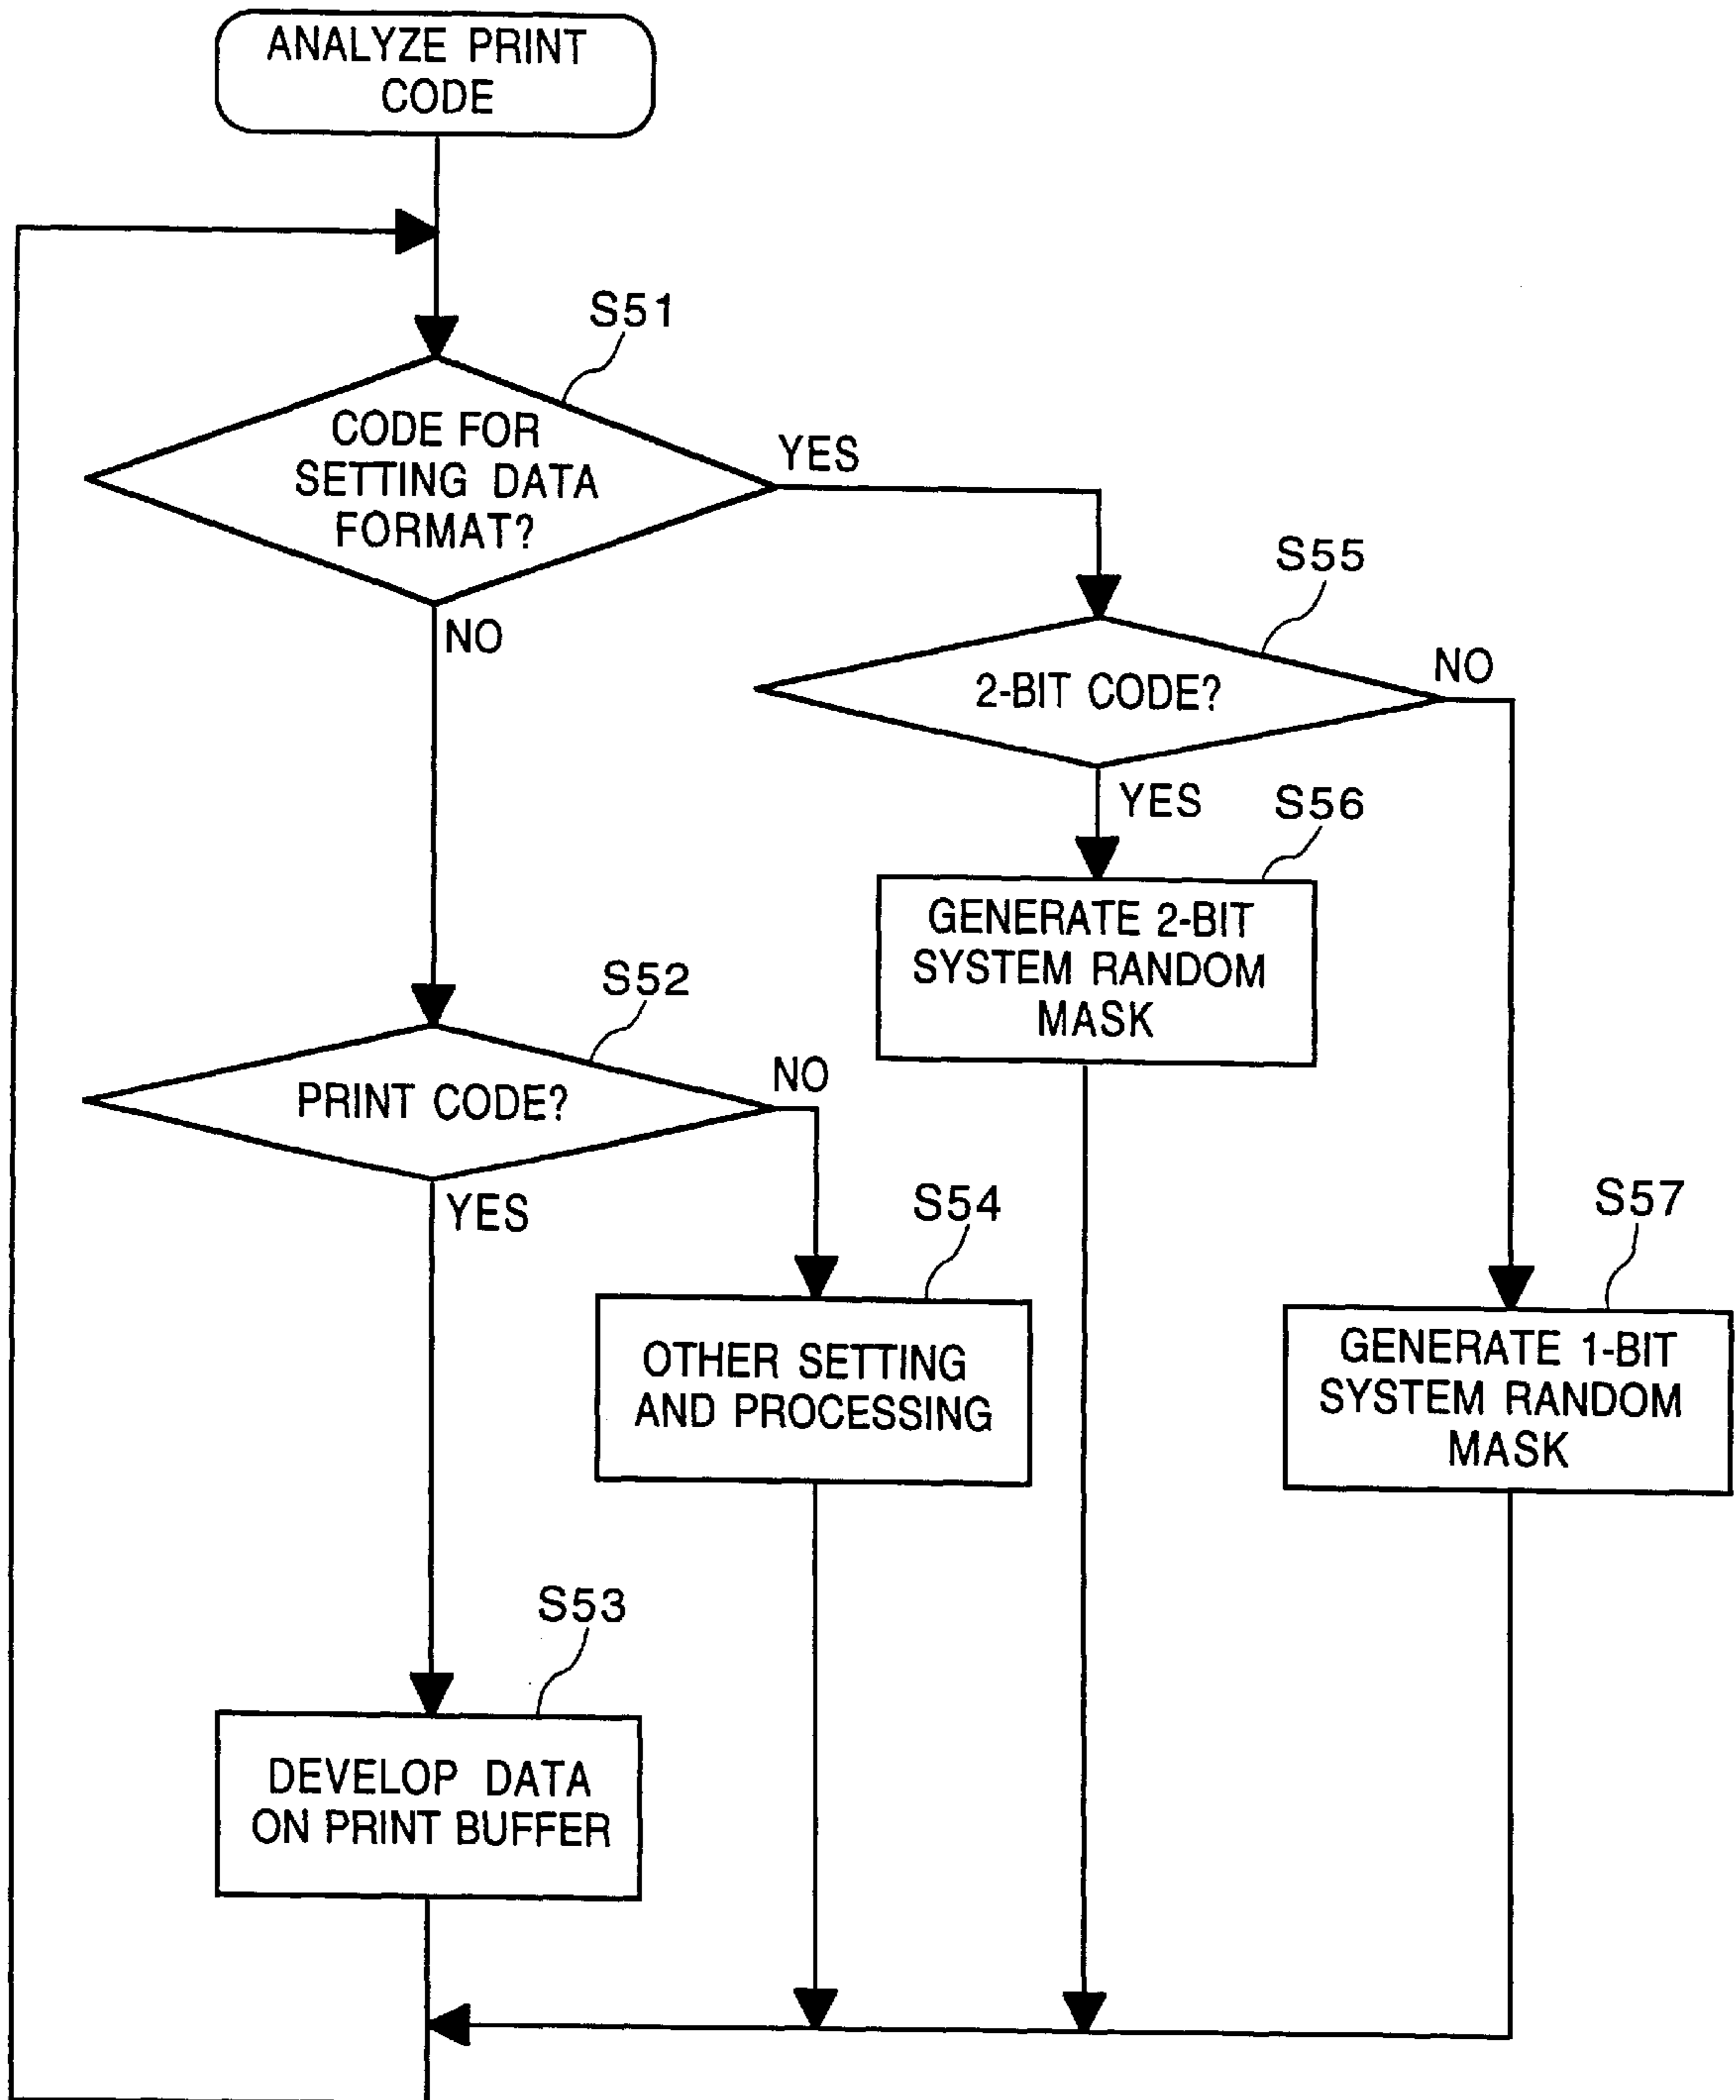 ANALYZE PRINT
CODE
S51
CODE FOR
SETTING DATA
FORMAT?
YES
NO
S55
2-BIT CODE?
NO
YES
S56
GENERATE 2-BIT
SYSTEM RANDOM
MASK
S52
PRINT CODE?
NO
YES
S54
OTHER SETTING
AND PROCESSING
S57
GENERATE 1-BIT
SYSTEM RANDOM
MASK
S53
DEVELOP DATA
ON PRINT BUFFER